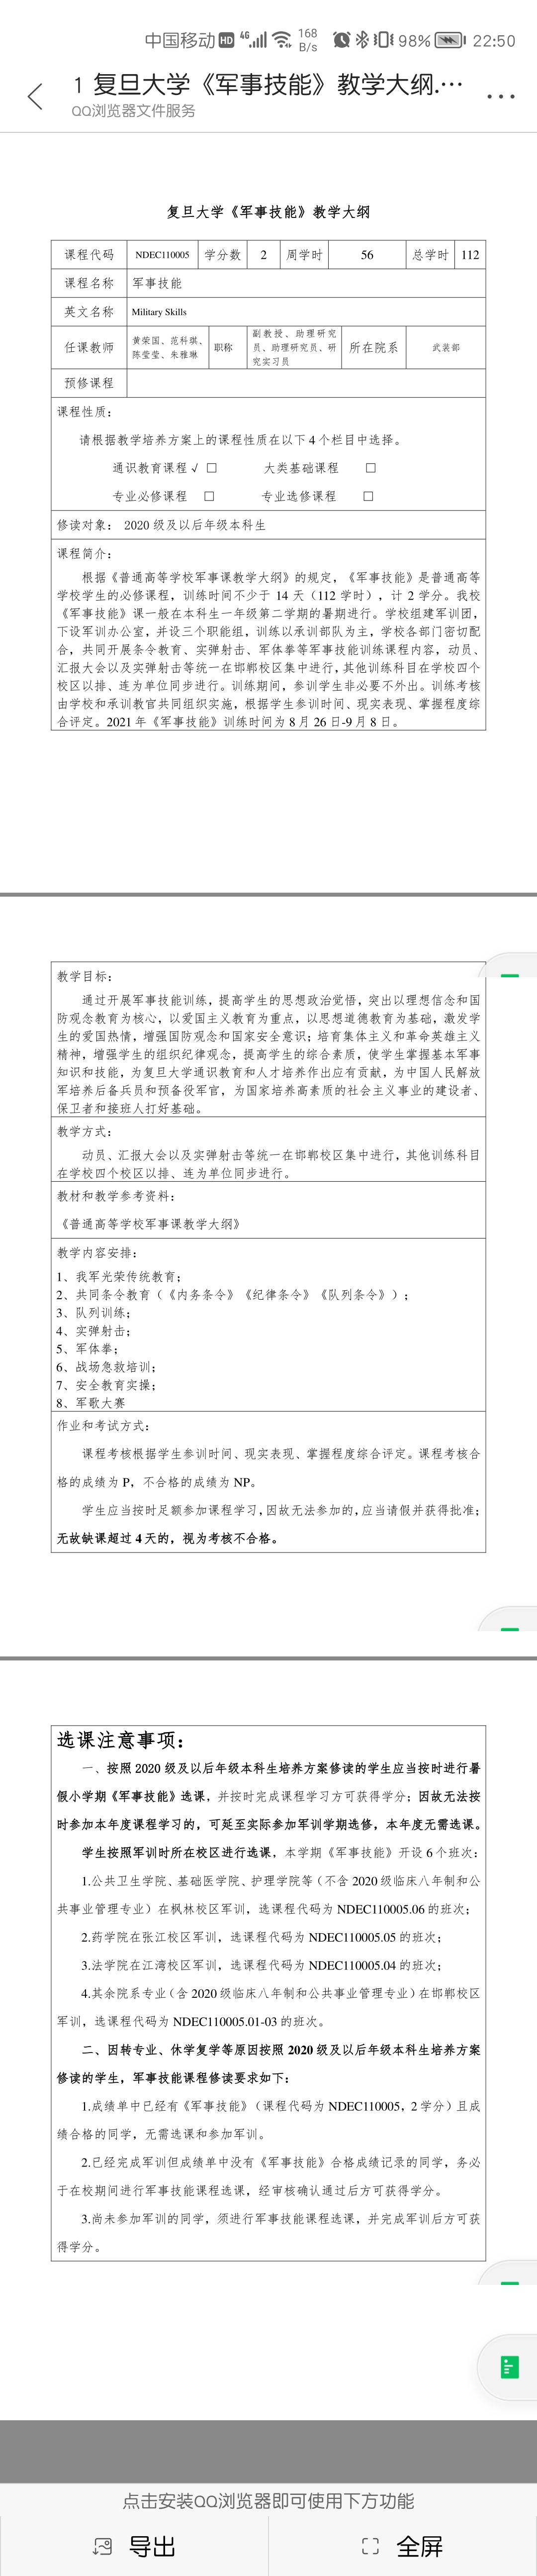 中国移动 HD 4G 168 B/s 98% 22:50
1 复旦大学《军事技能》教学大纲.…
QQ浏览器文件服务
复旦大学《军事技能》教学大纲
课程代码 NDEC110005 学分数 2 周学时 56 总学时 112
课程名称 军事技能
英文名称 Military Skills
任课教师 黄荣国、范科琪、陈莹莹、朱雅琳 职称 副教授、助理研究员、助理研究员、研究实习员 所在院系 武装部
预修课程
课程性质：
请根据教学培养方案上的课程性质在以下 4 个栏目中选择。
通识教育课程√ □ 大类基础课程 □
专业必修课程 □ 专业选修课程 □
修读对象： 2020 级及以后年级本科生
课程简介：
根据《普通高等学校军事课教学大纲》的规定，《军事技能》是普通高等
学校学生的必修课程，训练时间不少于 14 天（112 学时），计 2 学分。我校
《军事技能》课一般在本科生一年级第二学期的暑期进行。学校组建军训团，
下设军训办公室，并设三个职能组，训练以承训部队为主，学校各部门密切配
合，共同开展条令教育、实弹射击、军体拳等军事技能训练课程内容，动员、
汇报大会以及实弹射击等统一在邯郸校区集中进行，其他训练科目在学校四个
校区以排、连为单位同步进行。训练期间，参训学生非必要不外出。训练考核
由学校和承训教官共同组织实施，根据学生参训时间、现实表现、掌握程度综
合评定。2021 年《军事技能》训练时间为 8 月 26 日-9 月 8 日。
教学目标：
通过开展军事技能训练，提高学生的思想政治觉悟，突出以理想信念和国
防观念教育为核心，以爱国主义教育为重点，以思想道德教育为基础，激发学
生的爱国热情，增强国防观念和国家安全意识；培育集体主义和革命英雄主义
精神，增强学生的组织纪律观念，提高学生的综合素质，使学生掌握基本军事
知识和技能，为复旦大学通识教育和人才培养作出应有贡献，为中国人民解放
军培养后备兵员和预备役军官，为国家培养高素质的社会主义事业的建设者、
保卫者和接班人打好基础。
教学方式：
动员、汇报大会以及实弹射击等统一在邯郸校区集中进行，其他训练科目
在学校四个校区以排、连为单位同步进行。
教材和教学参考资料：
《普通高等学校军事课教学大纲》
教学内容安排：
1、我军光荣传统教育；
2、共同条令教育（《内务条令》《纪律条令》《队列条令》）；
3、队列训练；
4、实弹射击；
5、军体拳；
6、战场急救培训；
7、安全教育实操；
8、军歌大赛
作业和考试方式：
课程考核根据学生参训时间、现实表现、掌握程度综合评定。课程考核合
格的成绩为 P，不合格的成绩为 NP。
学生应当按时足额参加课程学习，因故无法参加的，应当请假并获得批准；
无故缺课超过 4 天的，视为考核不合格。
选课注意事项：
一、按照 2020 级及以后年级本科生培养方案修读的学生应当按时进行暑
假小学期《军事技能》选课，并按时完成课程学习方可获得学分；因故无法按
时参加本年度课程学习的，可延至实际参加军训学期选修，本年度无需选课。
学生按照军训时所在校区进行选课，本学期《军事技能》开设 6 个班次：
1.公共卫生学院、基础医学院、护理学院等（不含 2020 级临床八年制和公
共事业管理专业）在枫林校区军训，选课程代码为 NDEC110005.06 的班次；
2.药学院在张江校区军训，选课程代码为 NDEC110005.05 的班次；
3.法学院在江湾校区军训，选课程代码为 NDEC110005.04 的班次；
4.其余院系专业（含 2020 级临床八年制和公共事业管理专业）在邯郸校区
军训，选课程代码为 NDEC110005.01-03 的班次。
二、因转专业、休学复学等原因按照 2020 级及以后年级本科生培养方案
修读的学生，军事技能课程修读要求如下：
1.成绩单中已经有《军事技能》（课程代码为 NDEC110005，2 学分）且成
绩合格的同学，无需选课和参加军训。
2.已经完成军训但成绩单中没有《军事技能》合格成绩记录的同学，务必
于在校期间进行军事技能课程选课，经审核确认通过后方可获得学分。
3.尚未参加军训的同学，须进行军事技能课程选课，并完成军训后方可获
得学分。
点击安装QQ浏览器即可使用下方功能
导出 全屏